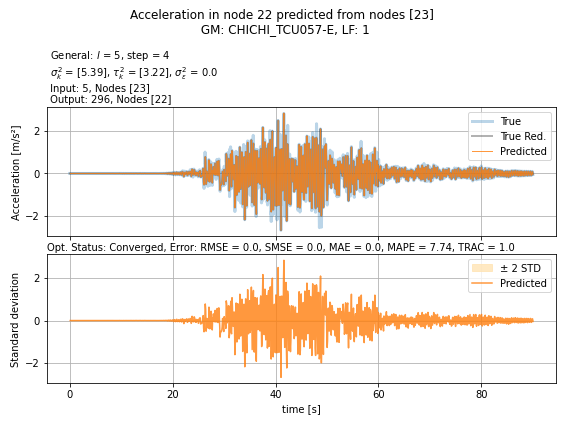 Acceleration in node 22 predicted from nodes [23]
GM: CHICHI_TCU057-E, LF: 1
General: l = 5, step = 4
σ²ₖ = [5.39], τ²ₖ = [3.22], σ²ε = 0.0
Input: 5, Nodes [23]
Output: 296, Nodes [22]
True
True Red.
Predicted
Acceleration [m/s²]
2
0
−2
Opt. Status: Converged, Error: RMSE = 0.0, SMSE = 0.0, MAE = 0.0, MAPE = 7.74, TRAC = 1.0
± 2 STD
Predicted
Standard deviation
2
0
−2
0 20 40 60 80
time [s]